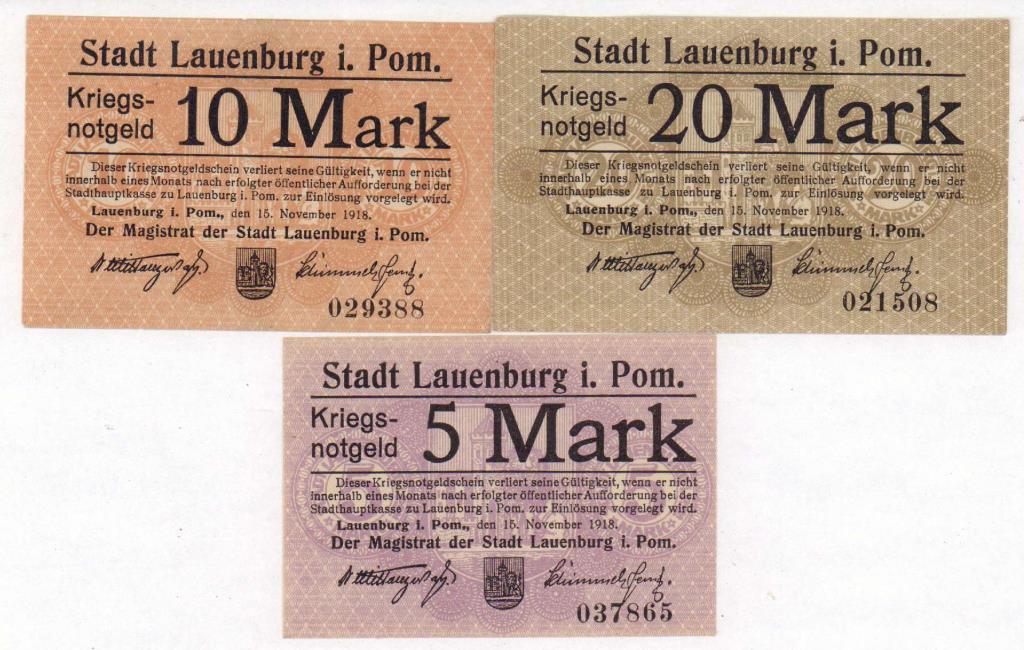 Stadt Lauenburg i. Pom.
Kriegs-
notgeld
10 Mark
Dieser Kriegsnotgeldschein verliert seine Gültigkeit, wenn er nicht
innerhalb eines Monats nach erfolgter öffentlicher Aufforderung bei der
Stadthauptkasse zu Lauenburg i. Pom. zur Einlösung vorgelegt wird.
Lauenburg i. Pom., den 15. November 1918.
Der Magistrat der Stadt Lauenburg i. Pom.
029388
Stadt Lauenburg i. Pom.
Kriegs-
notgeld
20 Mark
Dieser Kriegsnotgeldschein verliert seine Gültigkeit, wenn er nicht
innerhalb eines Monats nach erfolgter öffentlicher Aufforderung bei der
Stadthauptkasse zu Lauenburg i. Pom. zur Einlösung vorgelegt wird.
Lauenburg i. Pom., den 15. November 1918.
Der Magistrat der Stadt Lauenburg i. Pom.
021508
Stadt Lauenburg i. Pom.
Kriegs-
notgeld
5 Mark
Dieser Kriegsnotgeldschein verliert seine Gültigkeit, wenn er nicht
innerhalb eines Monats nach erfolgter öffentlicher Aufforderung bei der
Stadthauptkasse zu Lauenburg i. Pom. zur Einlösung vorgelegt wird.
Lauenburg i. Pom., den 15. November 1918.
Der Magistrat der Stadt Lauenburg i. Pom.
037865